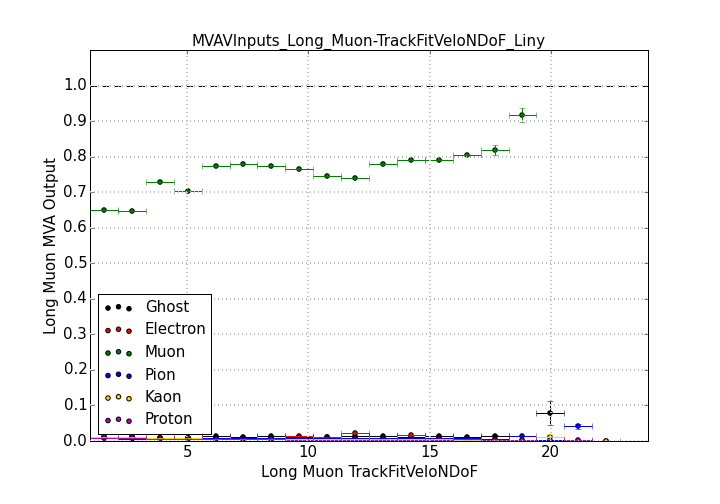 MVAVInputs_Long_Muon-TrackFitVeloNDoF_Liny
Long Muon MVA Output
1.0
0.9
0.8
0.7
0.6
0.5
0.4
0.3
0.2
0.1
0.0
Ghost
Electron
Muon
Pion
Kaon
Proton
5
10
15
20
Long Muon TrackFitVeloNDoF